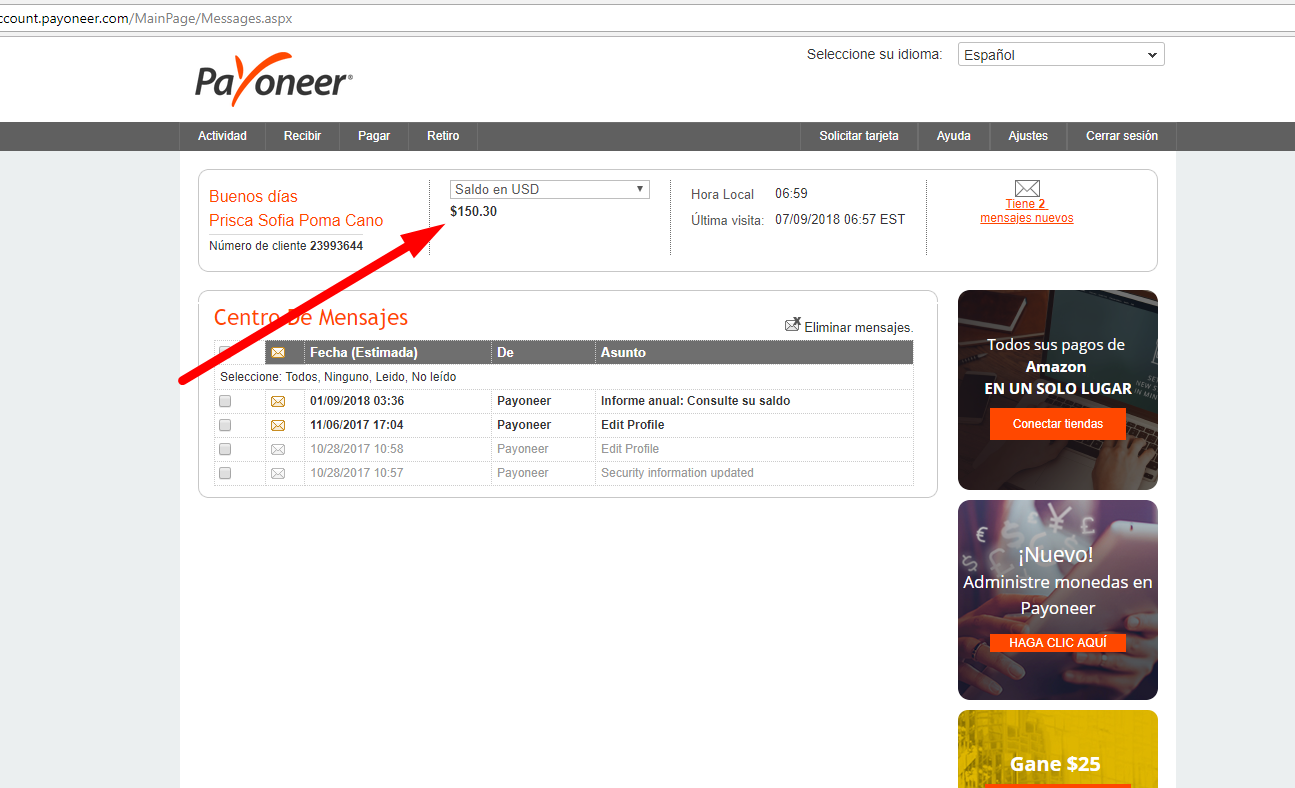 ccount.payoneer.com/MainPage/Messages.aspx
Seleccione su idioma: Español
Payoneer®
Actividad Recibir Pagar Retiro Solicitar tarjeta Ayuda Ajustes Cerrar sesión
Buenos días
Prisca Sofia Poma Cano
Número de cliente 23993644
Saldo en USD
$150.30
Hora Local 06:59
Última visita: 07/09/2018 06:57 EST
Tiene 2
mensajes nuevos
Centro De Mensajes
Eliminar mensajes.
Fecha (Estimada) De Asunto
Seleccione: Todos, Ninguno, Leido, No leído
01/09/2018 03:36 Payoneer Informe anual: Consulte su saldo
11/06/2017 17:04 Payoneer Edit Profile
10/28/2017 10:58 Payoneer Edit Profile
10/28/2017 10:57 Payoneer Security information updated
Todos sus pagos de
Amazon
EN UN SOLO LUGAR
Conectar tiendas
¡Nuevo!
Administre monedas en
Payoneer
HAGA CLIC AQUÍ
Gane $25